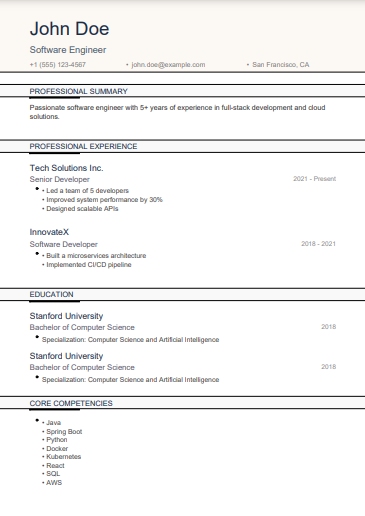 John Doe
Software Engineer
+1 (555) 123-4567 • john.doe@example.com • San Francisco, CA
PROFESSIONAL SUMMARY
Passionate software engineer with 5+ years of experience in full-stack development and cloud
solutions.
PROFESSIONAL EXPERIENCE
Tech Solutions Inc.
Senior Developer 2021 - Present
• Led a team of 5 developers
• Improved system performance by 30%
• Designed scalable APIs
InnovateX
Software Developer 2018 - 2021
• Built a microservices architecture
• Implemented CI/CD pipeline
EDUCATION
Stanford University
Bachelor of Computer Science 2018
• Specialization: Computer Science and Artificial Intelligence
Stanford University
Bachelor of Computer Science 2018
• Specialization: Computer Science and Artificial Intelligence
CORE COMPETENCIES
• Java
• Spring Boot
• Python
• Docker
• Kubernetes
• React
• SQL
• AWS